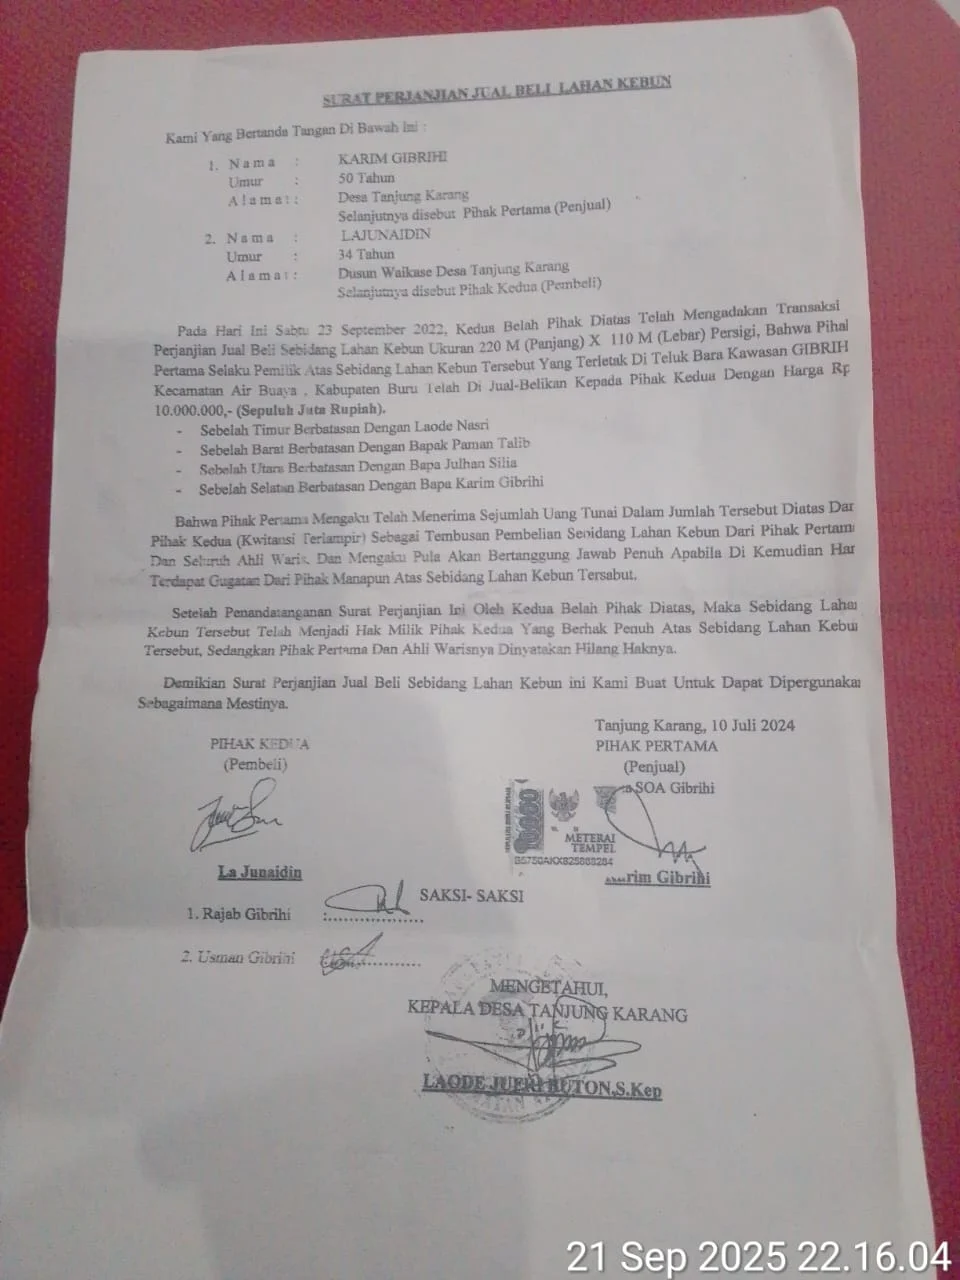 SURAT PERJANJIAN JUAL BELI LAHAN KEBUN
Kami Yang Bertanda Tangan Di Bawah Ini :
1. Nama : KARIM GIBRIHI
Umur : 50 Tahun
Alamat : Desa Tanjung Karang
Selanjutnya disebut Pihak Pertama (Penjual)
2. Nama : LAJUNAIDIN
Umur : 34 Tahun
Alamat : Dusun Waikase Desa Tanjung Karang
Selanjutnya disebut Pihak Kedua (Pembeli)
Pada Hari Ini Sabtu 23 September 2022, Kedua Belah Pihak Diatas Telah Mengadakan Transaksi
Perjanjian Jual Beli Sebidang Lahan Kebun Ukuran 220 M (Panjang) X 110 M (Lebar) Persigi, Bahwa Pihal
Pertama Selaku Pemilik Atas Sebidang Lahan Kebun Tersebut Yang Terletak Di Teluk Bara Kawasan GIBRIH
Kecamatan Air Buaya , Kabupaten Buru Telah Di Jual-Belikan Kepada Pihak Kedua Dengan Harga Rp
10.000.000,- (Sepuluh Juta Rupiah).
- Sebelah Timur Berbatasan Dengan Laode Nasri
- Sebelah Barat Berbatasan Dengan Bapak Paman Talib
- Sebelah Utara Berbatasan Dengan Bapa Julhan Silia
- Sebelah Selatan Berbatasan Dengan Bapa Karim Gibrihi
Bahwa Pihak Pertama Mengaku Telah Menerima Sejumlah Uang Tunai Dalam Jumlah Tersebut Diatas Dar
Pihak Kedua (Kwitansi Terlampir) Sebagai Tembusan Pembelian Sebidang Lahan Kebun Dari Pihak Pertam
Dan Seluruh Ahli Waris, Dan Mengaku Pula Akan Bertanggung Jawab Penuh Apabila Di Kemudian Har
Terdapat Gugatan Dari Pihak Manapun Atas Sebidang Lahan Kebun Tersabut.
Setelah Penandatanganan Surat Perjanjian Ini Oleh Kedua Belah Pihak Diatas, Maka Sebidang Lahar
Kebun Tersebut Telah Menjadi Hak Milik Pihak Kedua Yang Berhak Penuh Atas Sebidang Lahan Kebun
Tersebut, Sedangkan Pihak Pertama Dan Ahli Warisnya Dinyatakan Hilang Haknya.
Demikian Surat Perjanjian Jual Beli Sebidang Lahan Kebun ini Kami Buat Untuk Dapat Dipergunakan
Sebagaimana Mestinya.
Tanjung Karang, 10 Juli 2024
PIHAK KEDUA PIHAK PERTAMA
(Pembeli) (Penjual)
SOA Gibrihi
10000
METERAI
TEMPEL
La Junaidin rim Gibrihi
SAKSI- SAKSI
1. Rajab Gibrihi :....................
2. Usman Gibrihi ....................
MENGETAHUI,
KEPALA DESA TANJUNG KARANG
LAODE JUFRI BUTON,S.Kep
21 Sep 2025 22.16.04